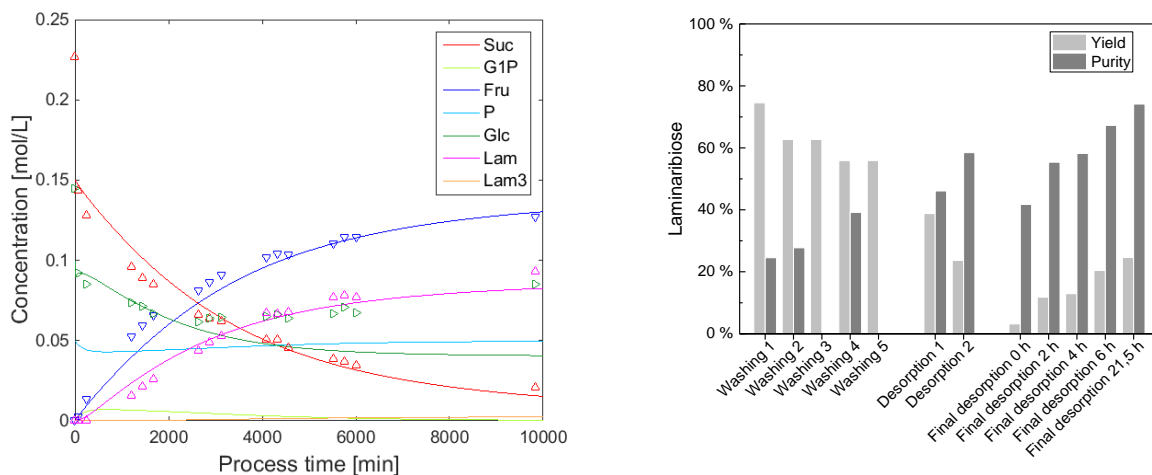 0.25
0.2
0.15
0.1
0.05
0
Concentration [mol/L]
0 2000 4000 6000 8000 10000
Process time [min]
Suc
G1P
Fru
P
Glc
Lam
Lam3
100 %
80 %
60 %
40 %
20 %
0 %
Laminaribiose
Yield
Purity
Washing 1
Washing 2
Washing 3
Washing 4
Washing 5
Desorption 1
Desorption 2
Final desorption 0 h
Final desorption 2 h
Final desorption 4 h
Final desorption 6 h
Final desorption 21,5 h